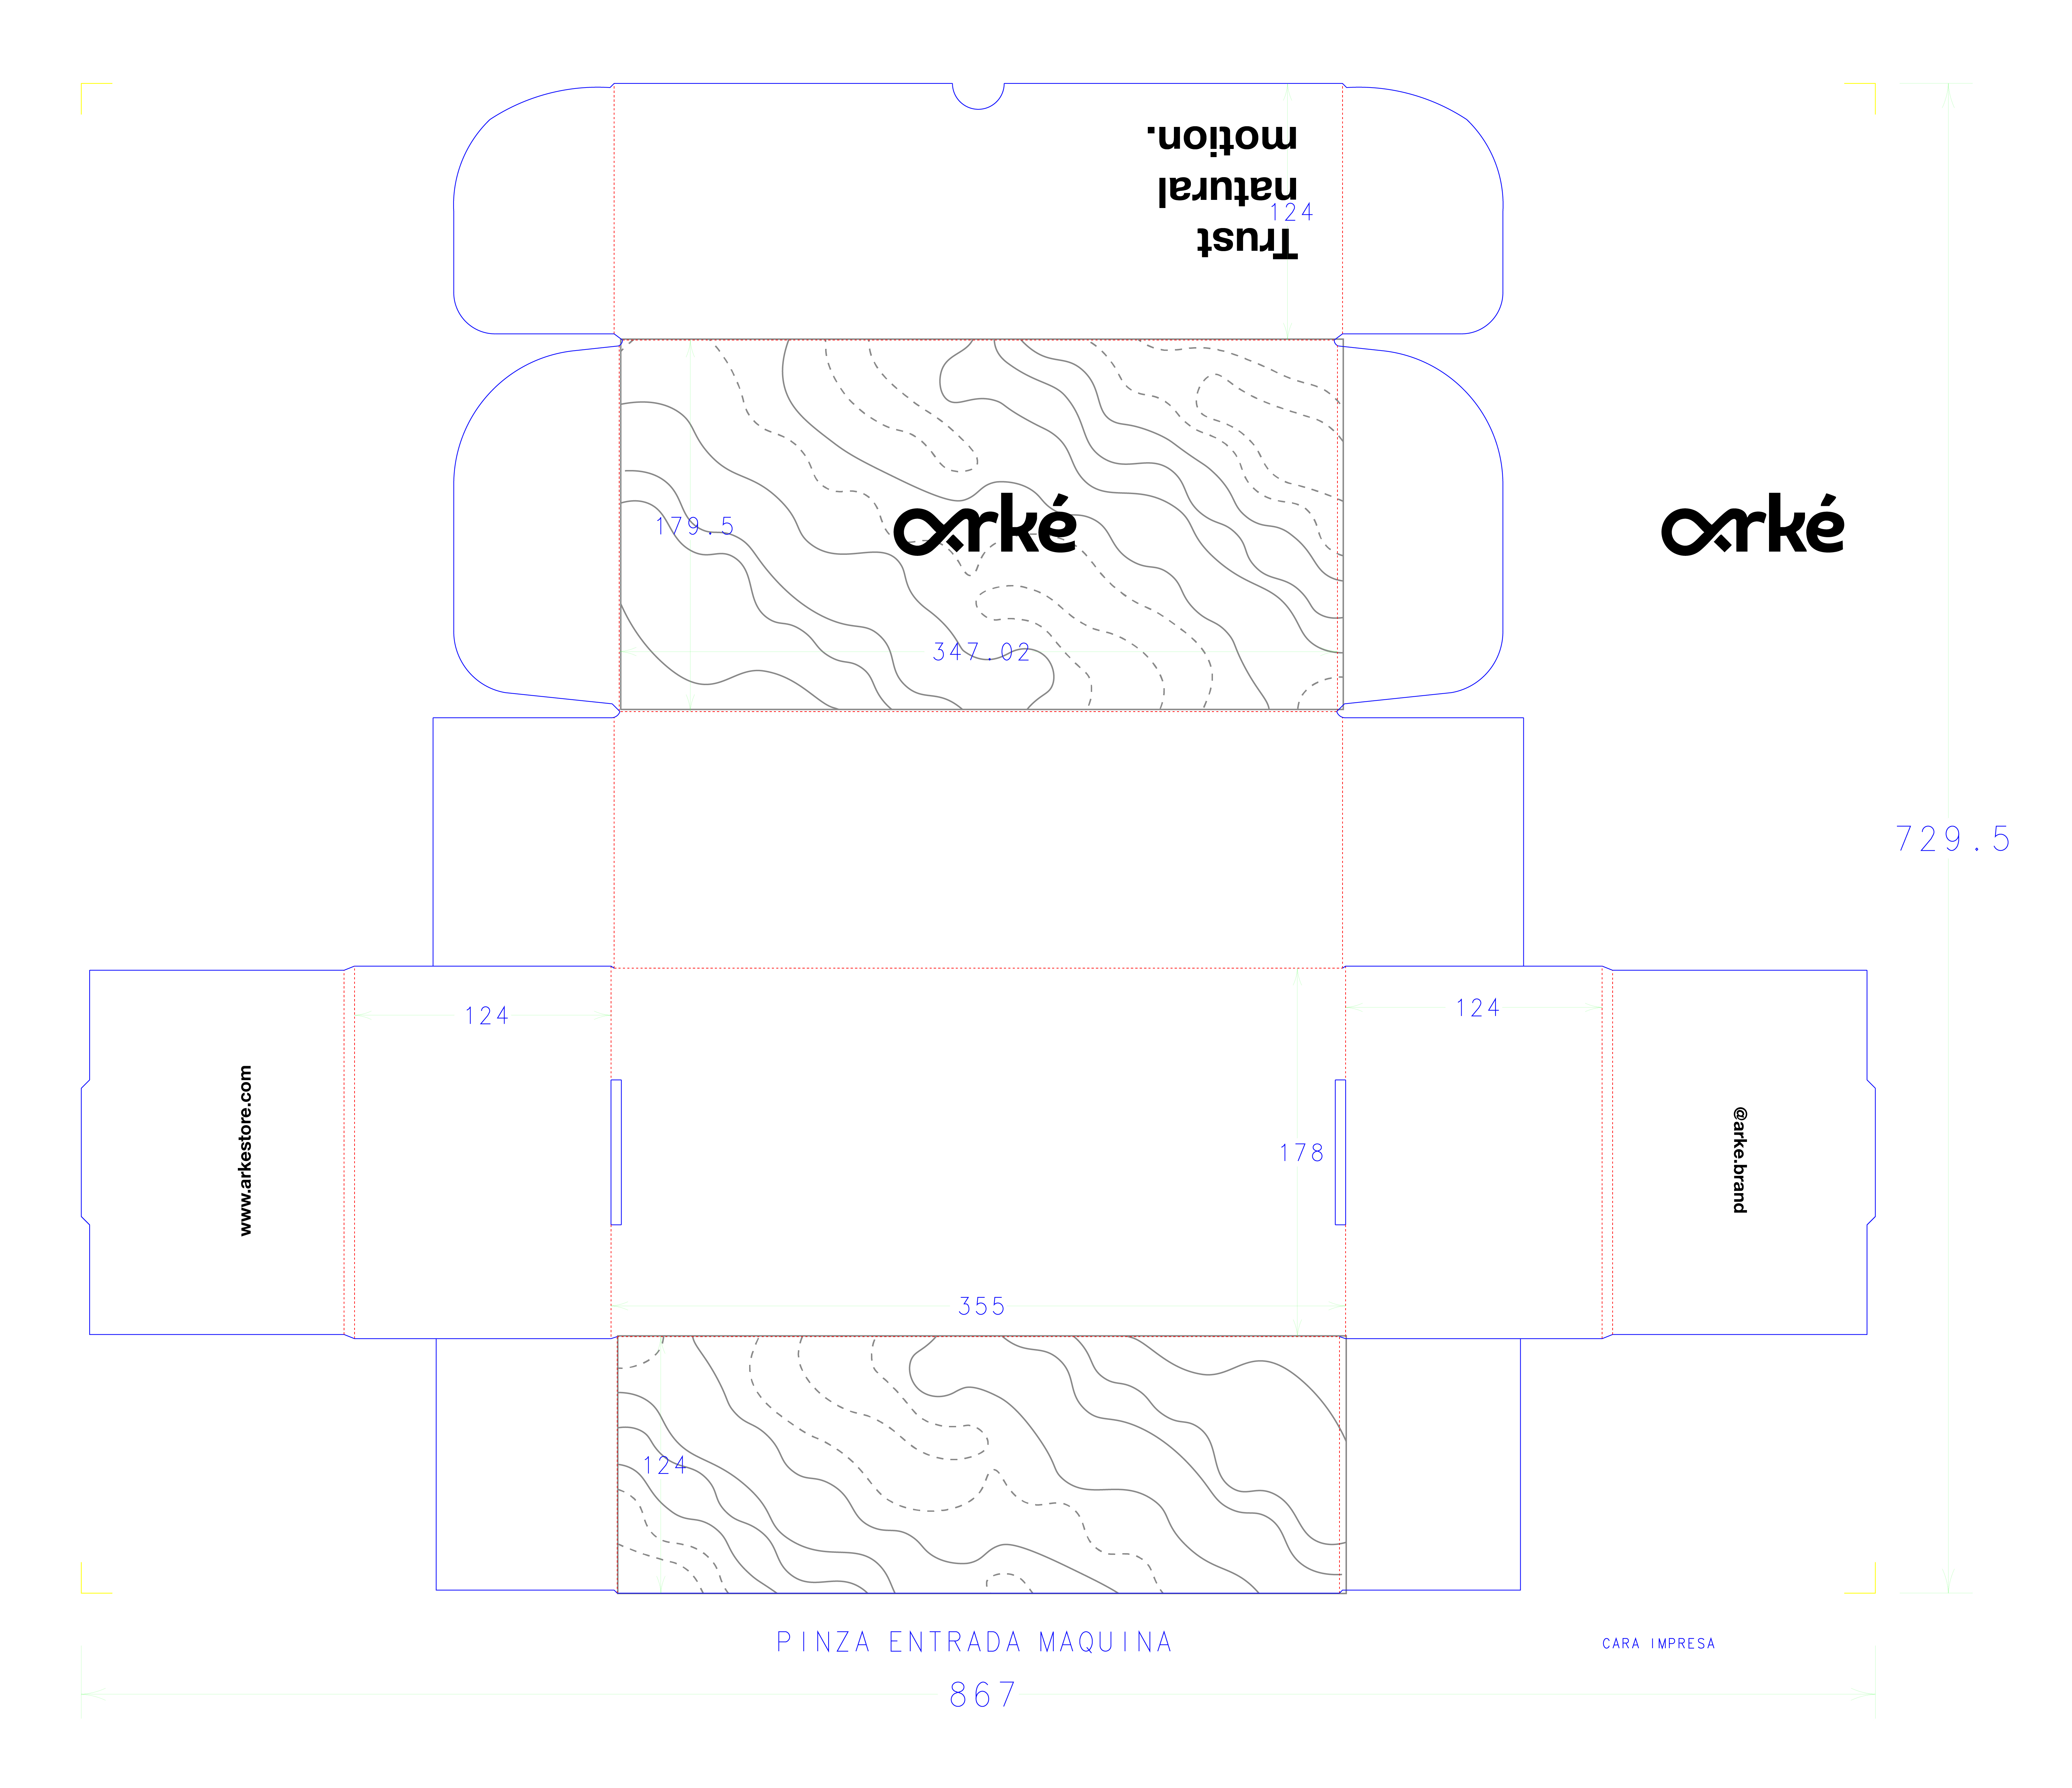 Trust
natural
motion.
124
arké
arké
179.5
347.02
729.5
124
124
www.arkestore.com
178
@arke.brand
355
124
PINZA ENTRADA MAQUINA
CARA IMPRESA
867